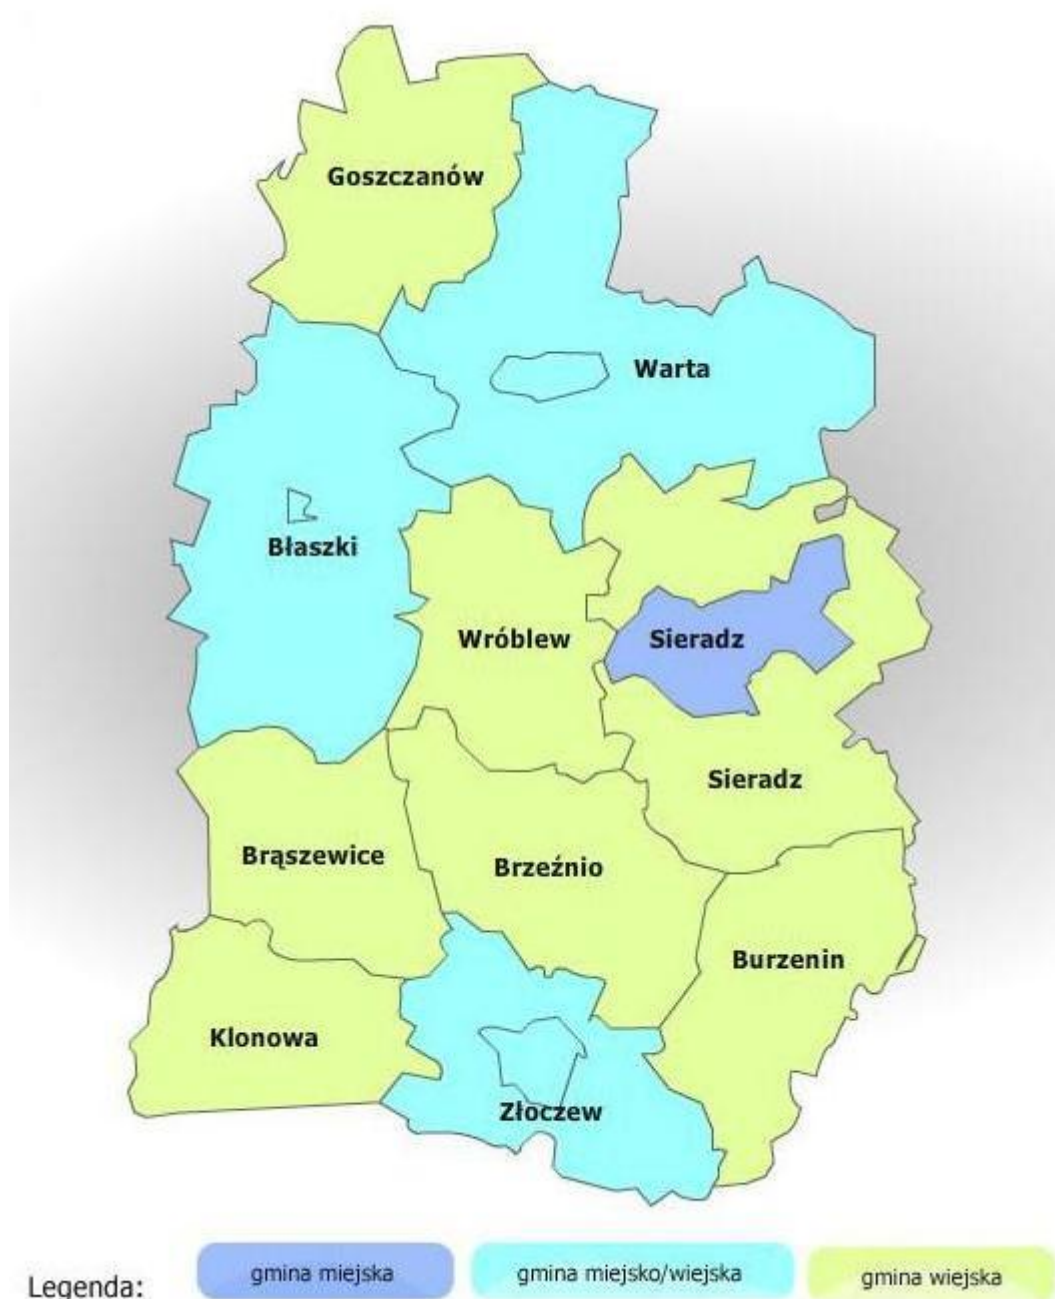 Goszczanów
Warta
Błaszki
Wróblew
Sieradz
Sieradz
Brąszewice
Brzeźnio
Burzenin
Klonowa
Złoczew
Legenda: gmina miejska gmina miejsko/wiejska gmina wiejska